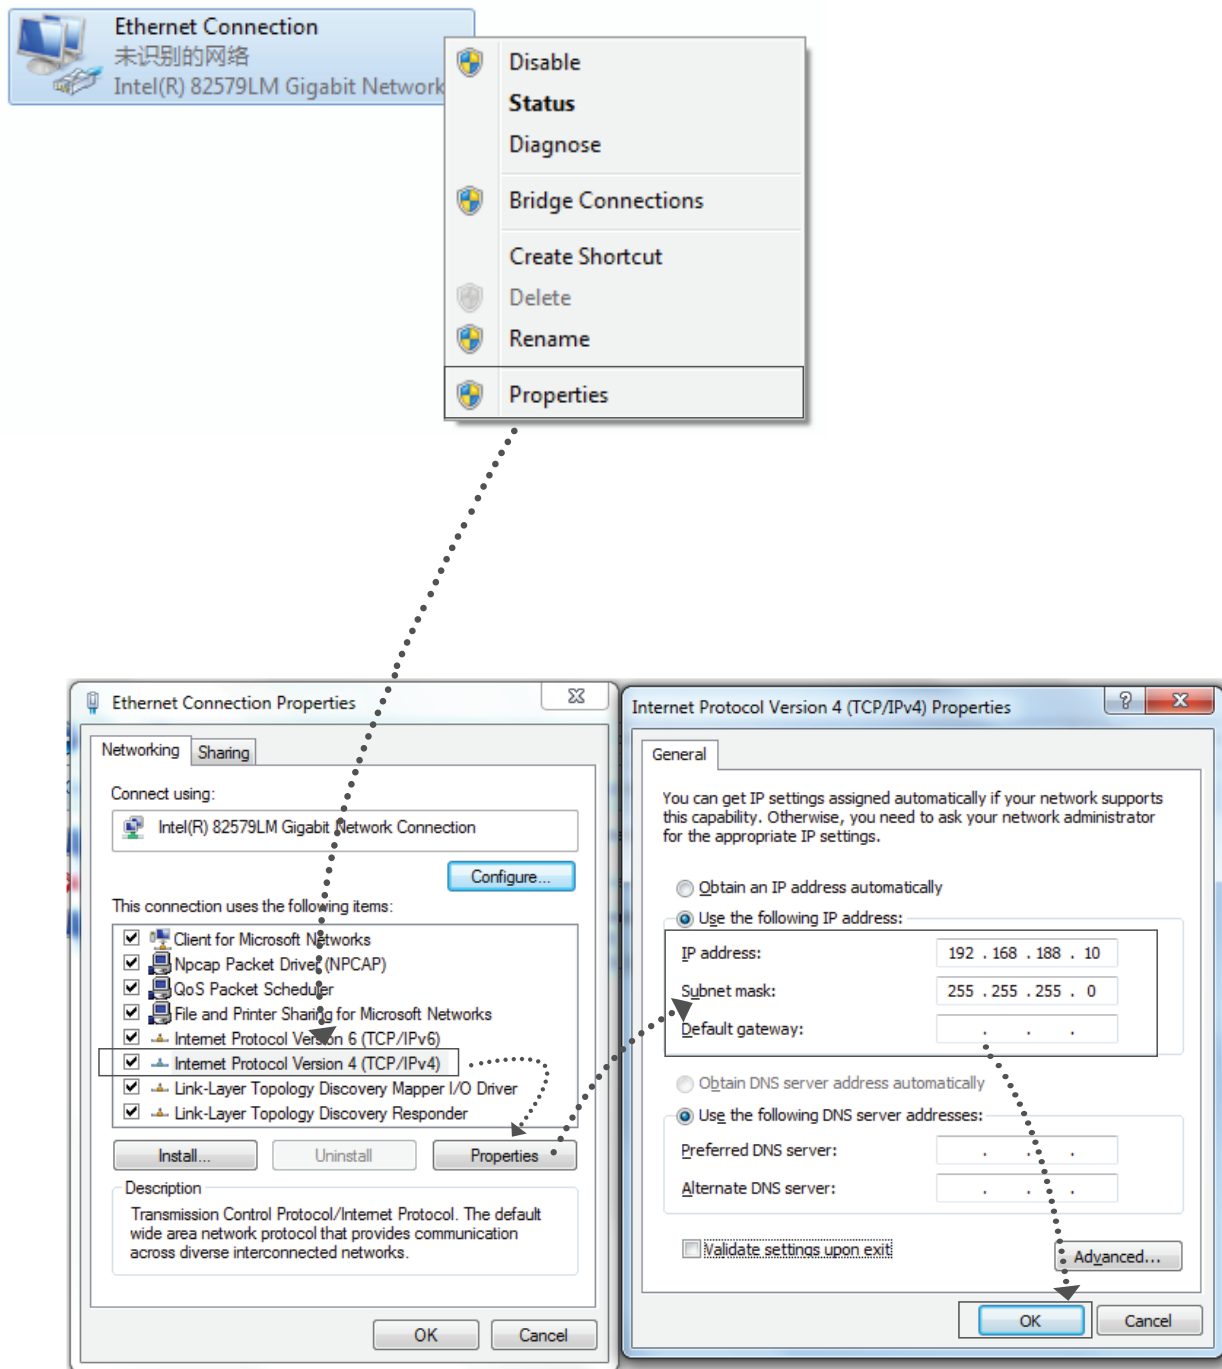 Ethernet Connection
未识别的网络
Intel(R) 82579LM Gigabit Network
Disable
Status
Diagnose
Bridge Connections
Create Shortcut
Delete
Rename
Properties
Ethernet Connection Properties
Networking
Sharing
Connect using:
Intel(R) 82579LM Gigabit Network Connection
Configure...
This connection uses the following items:
Client for Microsoft Networks
Npcap Packet Driver (NPCAP)
QoS Packet Scheduler
File and Printer Sharing for Microsoft Networks
Internet Protocol Version 6 (TCP/IPv6)
Internet Protocol Version 4 (TCP/IPv4)
Link-Layer Topology Discovery Mapper I/O Driver
Link-Layer Topology Discovery Responder
Install...
Uninstall
Properties
Description
Transmission Control Protocol/Internet Protocol. The default
wide area network protocol that provides communication
across diverse interconnected networks.
OK
Cancel
Internet Protocol Version 4 (TCP/IPv4) Properties
?
General
You can get IP settings assigned automatically if your network supports
this capability. Otherwise, you need to ask your network administrator
for the appropriate IP settings.
Obtain an IP address automatically
Use the following IP address:
IP address:
192 . 168 . 188 . 10
Subnet mask:
255 . 255 . 255 . 0
Default gateway:
. . .
Obtain DNS server address automatically
Use the following DNS server addresses:
Preferred DNS server:
. . .
Alternate DNS server:
. . .
Validate settings upon exit
Advanced...
OK
Cancel